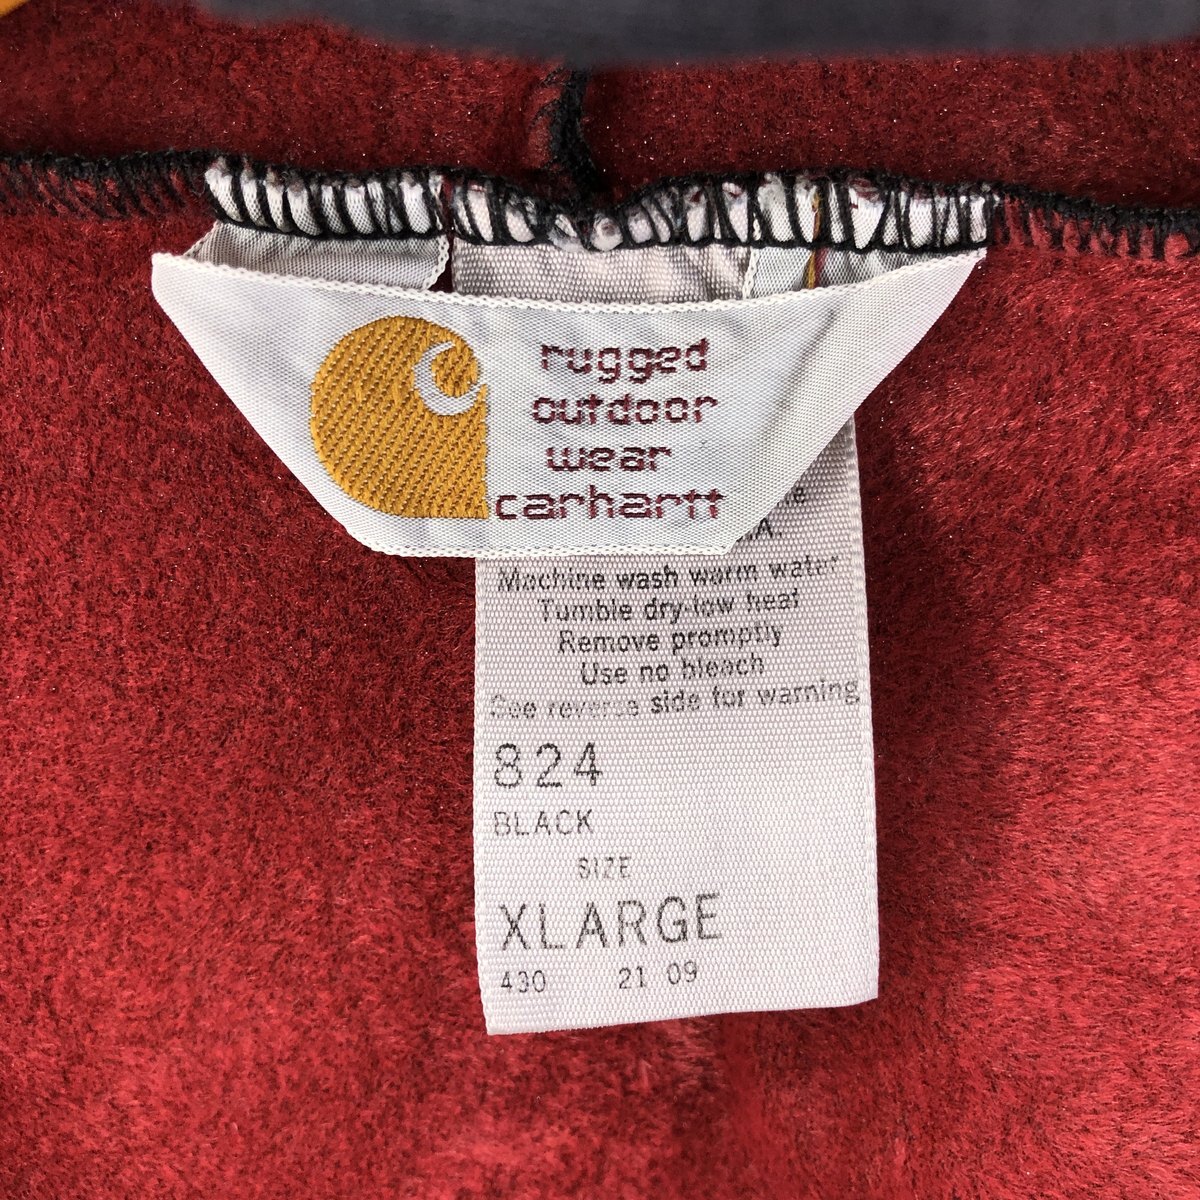 rugged
outdoor
wear
carhartt
Machine wash warm water
Tumble dry-low heat
Remove promptly
Use no bleach
See reverse side for warning
824
BLACK
SIZE
XLARGE
430 21 09